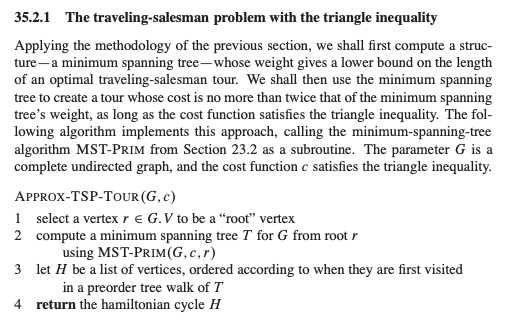 35.2.1 The traveling-salesman problem with the triangle inequality
Applying the methodology of the previous section, we shall first compute a struc-
ture—a minimum spanning tree—whose weight gives a lower bound on the length
of an optimal traveling-salesman tour. We shall then use the minimum spanning
tree to create a tour whose cost is no more than twice that of the minimum spanning
tree's weight, as long as the cost function satisfies the triangle inequality. The fol-
lowing algorithm implements this approach, calling the minimum-spanning-tree
algorithm MST-PRIM from Section 23.2 as a subroutine. The parameter G is a
complete undirected graph, and the cost function c satisfies the triangle inequality.
APPROX-TSP-TOUR(G, c)
1 select a vertex r ∈ G.V to be a “root” vertex
2 compute a minimum spanning tree T for G from root r
using MST-PRIM(G, c, r)
3 let H be a list of vertices, ordered according to when they are first visited
in a preorder tree walk of T
4 return the hamiltonian cycle H